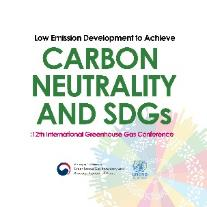 Low Emission Development to Achieve
CARBON
NEUTRALITY
AND SDGs
:12th International Greenhouse Gas Conference